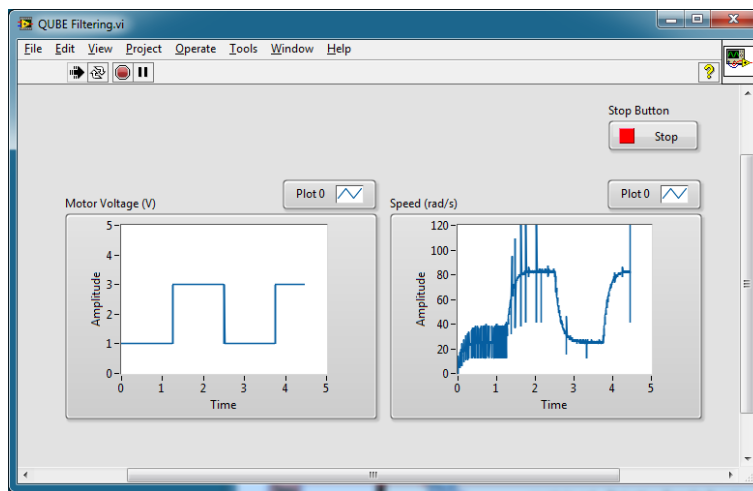 QUBE Filtering.vi
File Edit View Project Operate Tools Window Help
Stop Button
Stop
Motor Voltage (V)
Plot 0
Speed (rad/s)
Plot 0
Amplitude
5
4
3
2
1
0
0 1 2 3 4 5
Time
Amplitude
120
100
80
60
40
20
0
0 1 2 3 4 5
Time